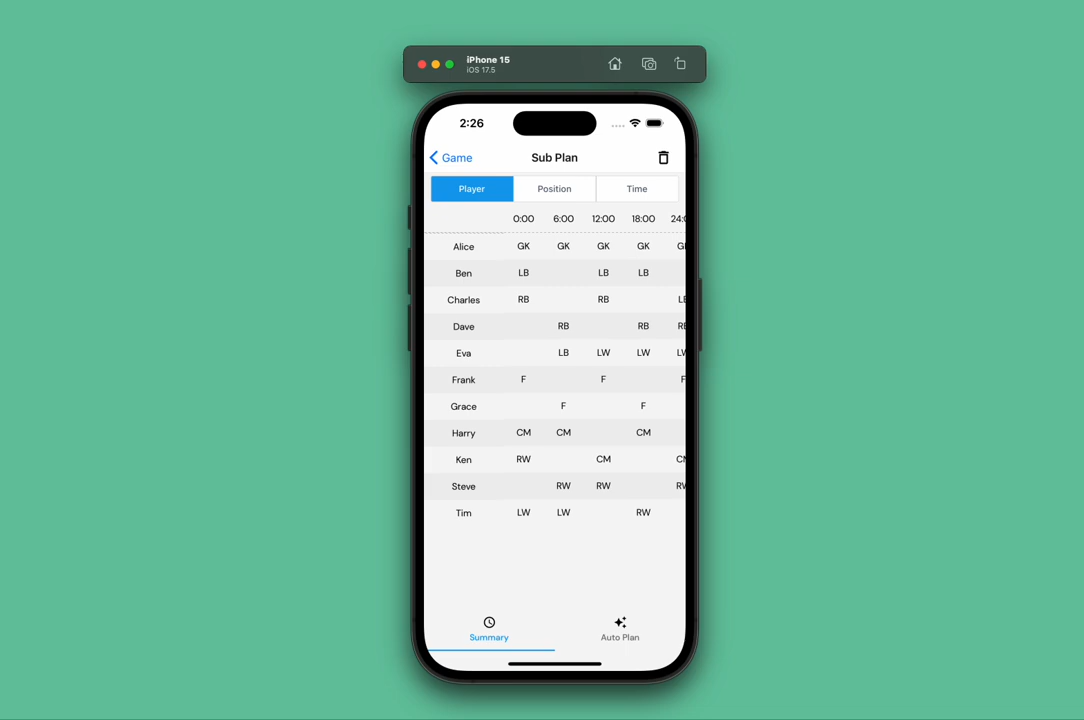 iPhone 15
iOS 17.5
2:26
Game Sub Plan
Player Position Time
0:00 6:00 12:00 18:00 24:0
Alice GK GK GK GK G
Ben LB LB LB
Charles RB RB L
Dave RB RB R
Eva LB LW LW L
Frank F F F
Grace F F
Harry CM CM CM
Ken RW CM C
Steve RW RW R
Tim LW LW RW
Summary Auto Plan